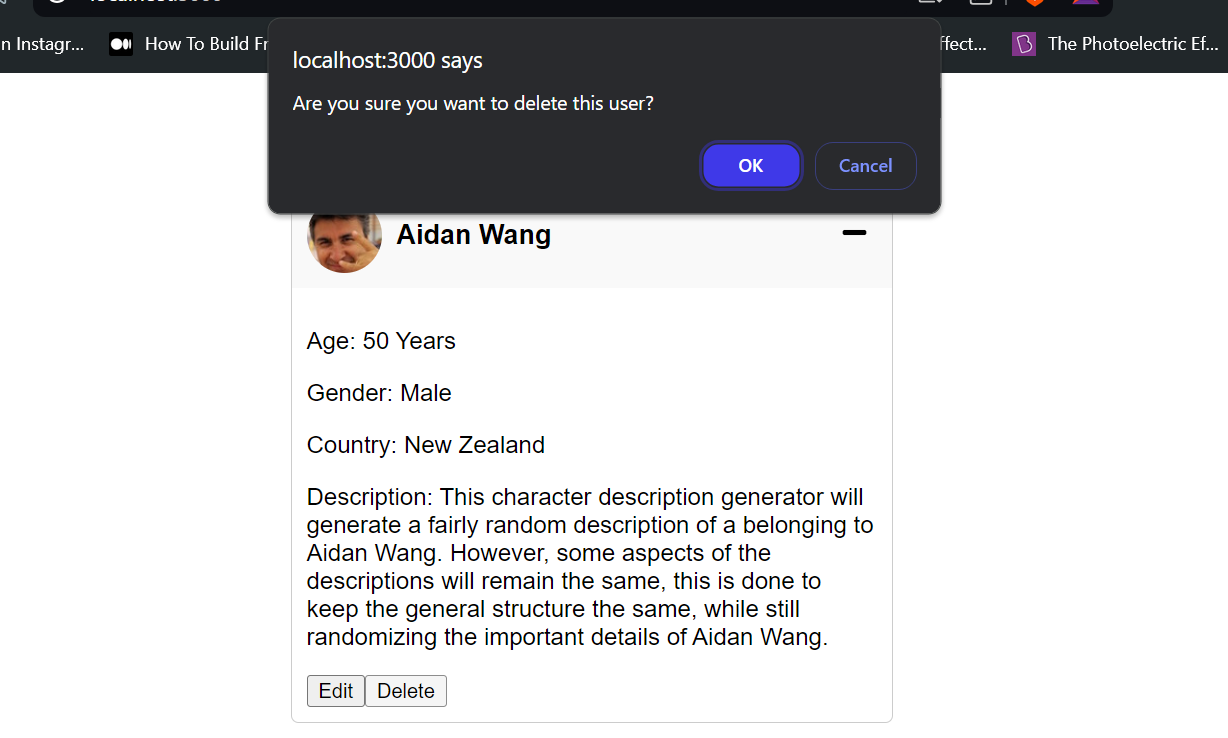 n Instagr... How To Build Fr ffect... The Photoelectric Ef...
localhost:3000 says
Are you sure you want to delete this user?
OK Cancel
Aidan Wang
Age: 50 Years
Gender: Male
Country: New Zealand
Description: This character description generator will
generate a fairly random description of a belonging to
Aidan Wang. However, some aspects of the
descriptions will remain the same, this is done to
keep the general structure the same, while still
randomizing the important details of Aidan Wang.
Edit Delete